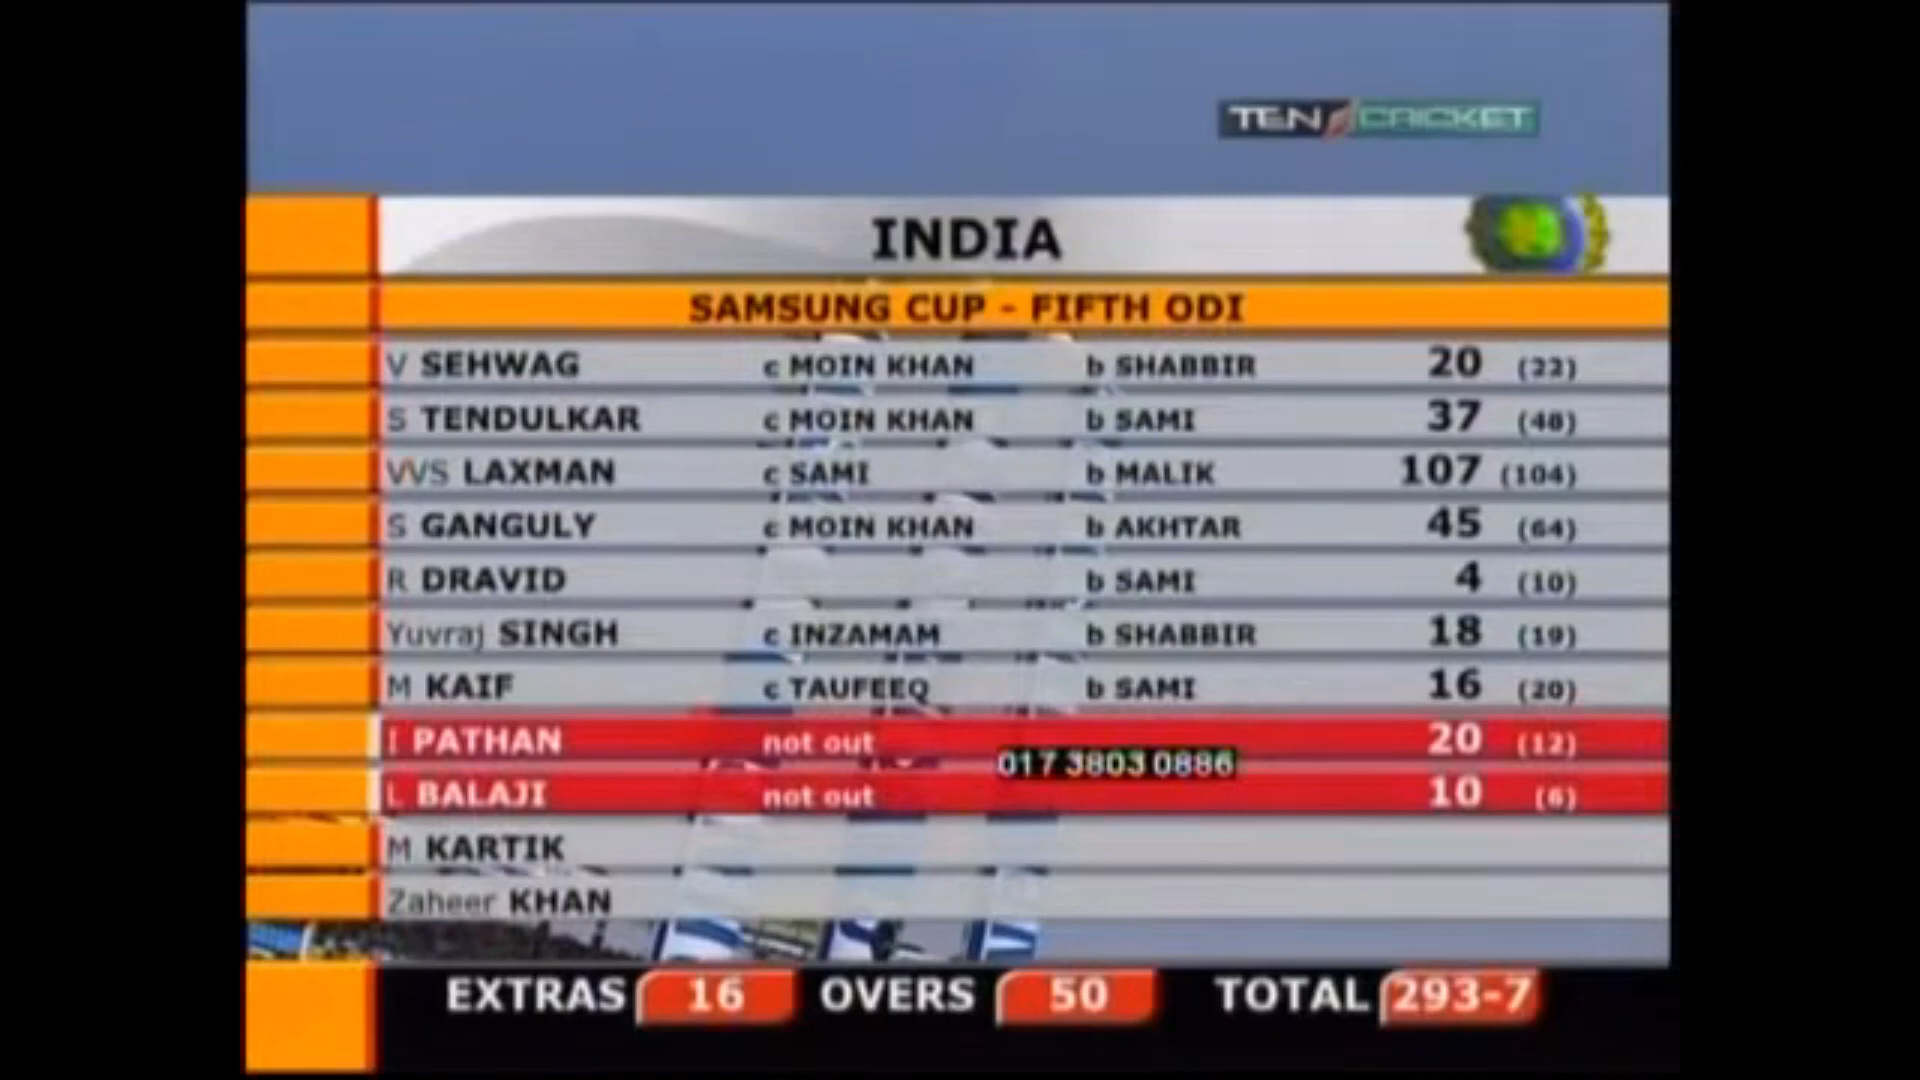 TEN CRICKET
INDIA
SAMSUNG CUP - FIFTH ODI
V SEHWAG c MOIN KHAN b SHABBIR 20 (22)
S TENDULKAR c MOIN KHAN b SAMI 37 (48)
VVS LAXMAN c SAMI b MALIK 107 (104)
S GANGULY c MOIN KHAN b AKHTAR 45 (64)
R DRAVID b SAMI 4 (10)
Yuvraj SINGH c INZAMAM b SHABBIR 18 (19)
M KAIF c TAUFEEQ b SAMI 16 (20)
I PATHAN not out 20 (12)
017 3803 0886
L BALAJI not out 10 (6)
M KARTIK
Zaheer KHAN
EXTRAS 16 OVERS 50 TOTAL 293-7